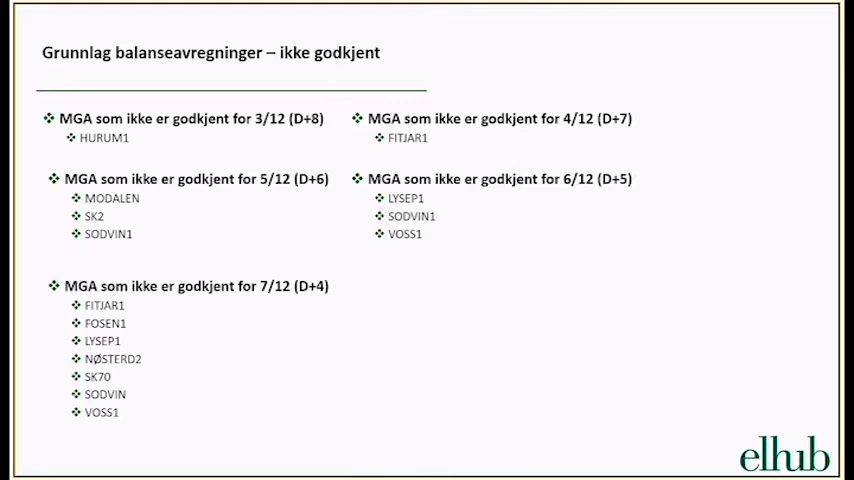 Grunnlag balanseavregninger – ikke godkjent
MGA som ikke er godkjent for 3/12 (D+8)
HURUM1
MGA som ikke er godkjent for 4/12 (D+7)
FITJAR1
MGA som ikke er godkjent for 5/12 (D+6)
MODALEN
SK2
SODVIN1
MGA som ikke er godkjent for 6/12 (D+5)
LYSEP1
SODVIN1
VOSS1
MGA som ikke er godkjent for 7/12 (D+4)
FITJAR1
FOSEN1
LYSEP1
NØSTERD2
SK70
SODVIN
VOSS1
elhub